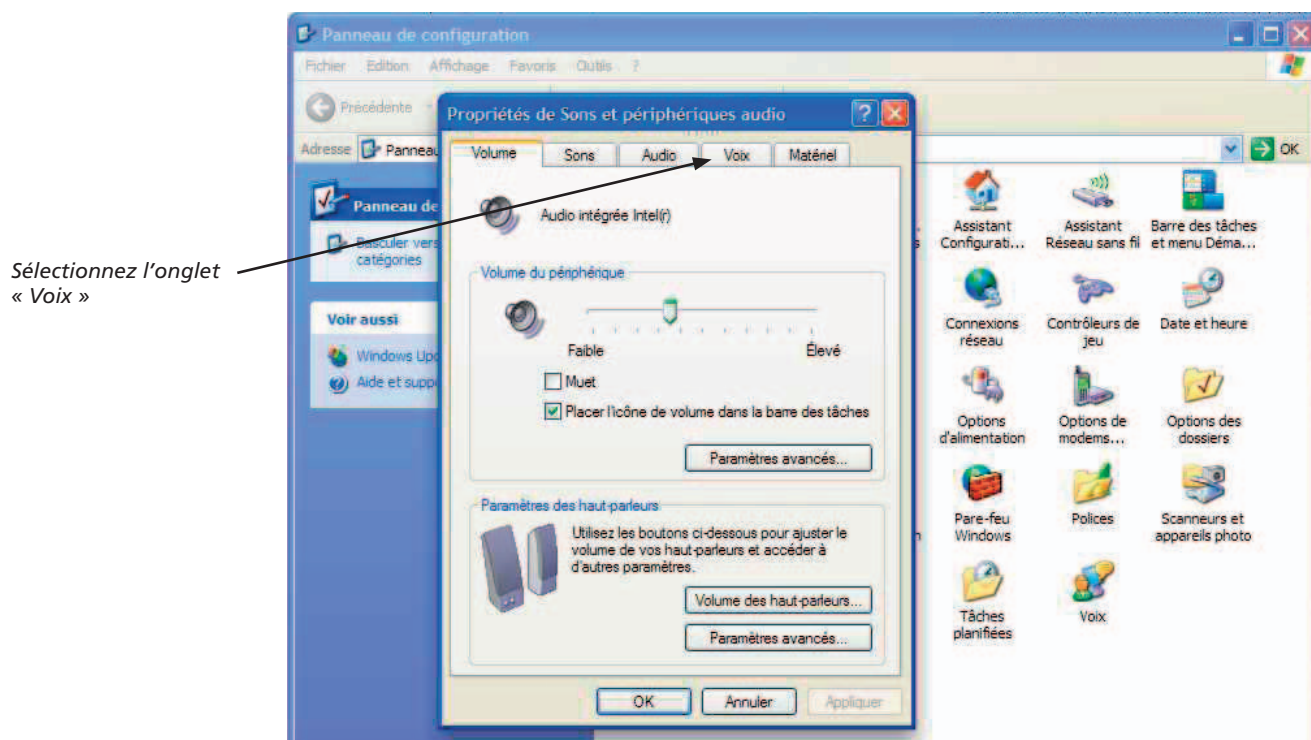 Panneau de configuration
Fichier Edition Affichage Favoris Outils ?
Précédente
Adresse Panneau
OK
Propriétés de Sons et périphériques audio
Volume Sons Audio Voix Matériel
Audio intégrée Intel(r)
Volume du périphérique
Faible Élevé
Muet
Placer l'icône de volume dans la barre des tâches
Paramètres avancés...
Paramètres des haut-parleurs
Utilisez les boutons ci-dessous pour ajuster le
volume de vos haut-parleurs et accéder à
d'autres paramètres.
Volume des haut-parleurs...
Paramètres avancés...
OK Annuler Appliquer
Panneau de
Basculer vers
catégories
Voir aussi
Windows Upd
Aide et suppo
Sélectionnez l'onglet
« Voix »
Assistant
Configurati...
Assistant
Réseau sans fil
Barre des tâches
et menu Déma...
Connexions
réseau
Contrôleurs de
jeu
Date et heure
Options
d'alimentation
Options de
modems...
Options des
dossiers
Pare-feu
Windows
Polices
Scanneurs et
appareils photo
Tâches
planifiées
Voix